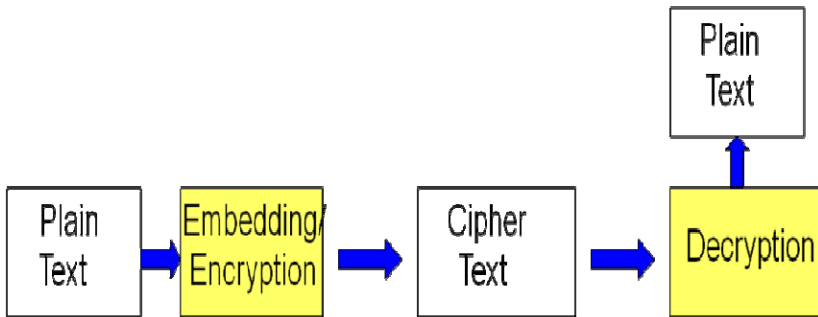 Plain
Text
Plain
Text
Embedding/
Encryption
Cipher
Text
Decryption